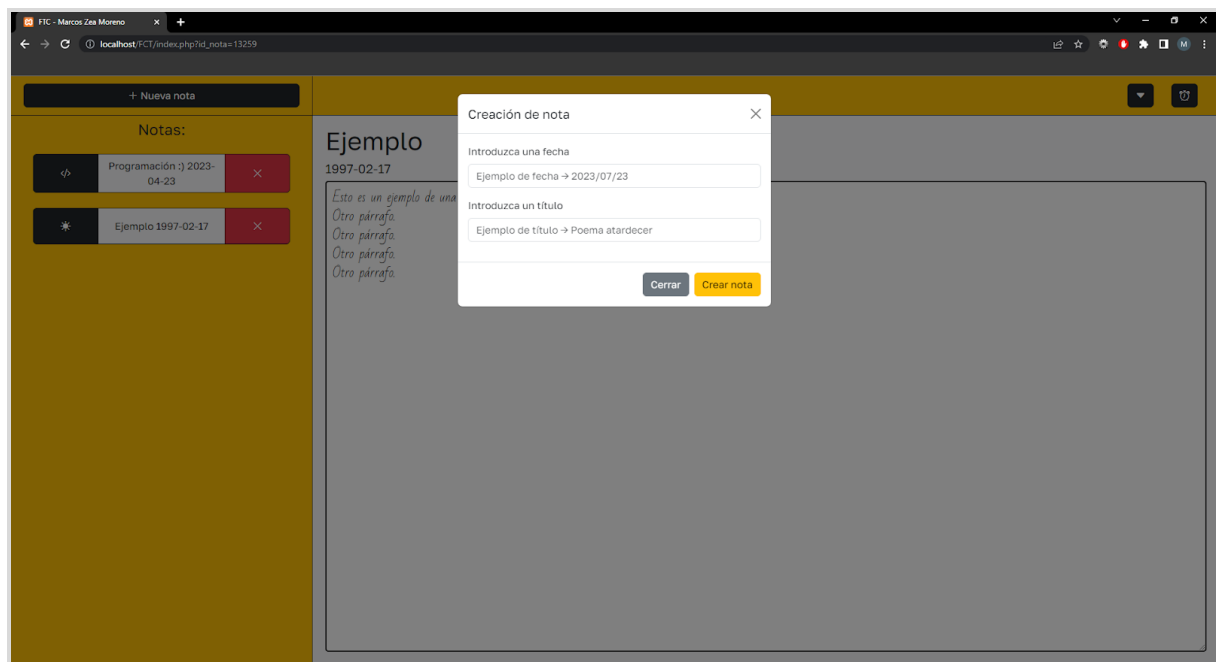 FTC - Marcos Zea Moreno
localhost/FCT/index.php?id_nota=13259
M
+ Nueva nota
Notas:
Programación :) 2023-
04-23
Ejemplo 1997-02-17
Ejemplo
1997-02-17
Esto es un ejemplo de una
Otro párrafo.
Otro párrafo.
Otro párrafo.
Otro párrafo.
Creación de nota
Introduzca una fecha
Ejemplo de fecha → 2023/07/23
Introduzca un título
Ejemplo de título → Poema atardecer
Cerrar
Crear nota